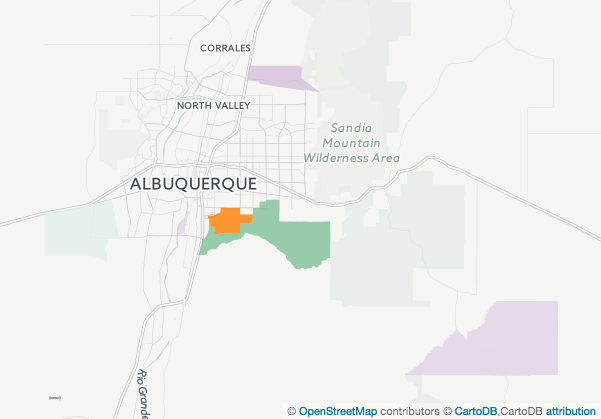 CORRALES
NORTH VALLEY
Sandia
Mountain
Wilderness Area
ALBUQUERQUE
Rio Grande
© OpenStreetMap contributors © CartoDB,CartoDB attribution